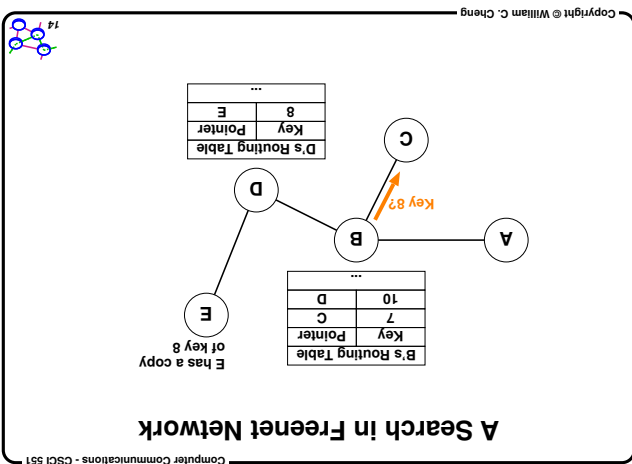 Computer Communications - CSCI 551
A Search in Freenet Network
B's Routing Table
Key Pointer
7 C
10 D
...
E has a copy
of key 8
E
A
B
Key 8?
D
C
D's Routing Table
Key Pointer
8 E
...
14
Copyright © William C. Cheng